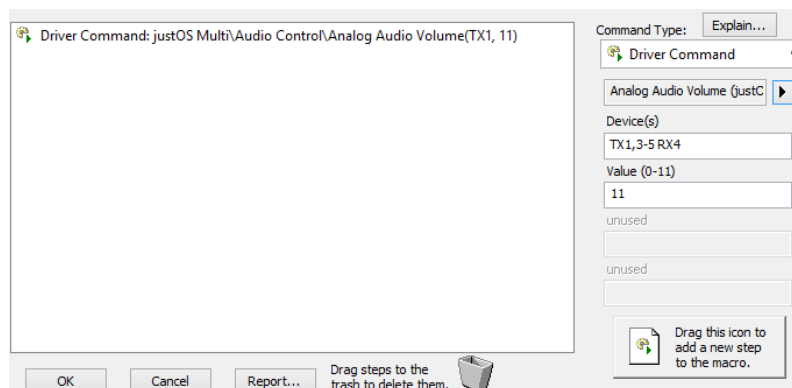 Driver Command: justOS Multi\Audio Control\Analog Audio Volume(TX1, 11)
Command Type:
Explain...
Driver Command
Analog Audio Volume (justC
Device(s)
TX1,3-5 RX4
Value (0-11)
11
unused
unused
Drag this icon to
add a new step
to the macro.
OK
Cancel
Report...
Drag steps to the
trash to delete them.